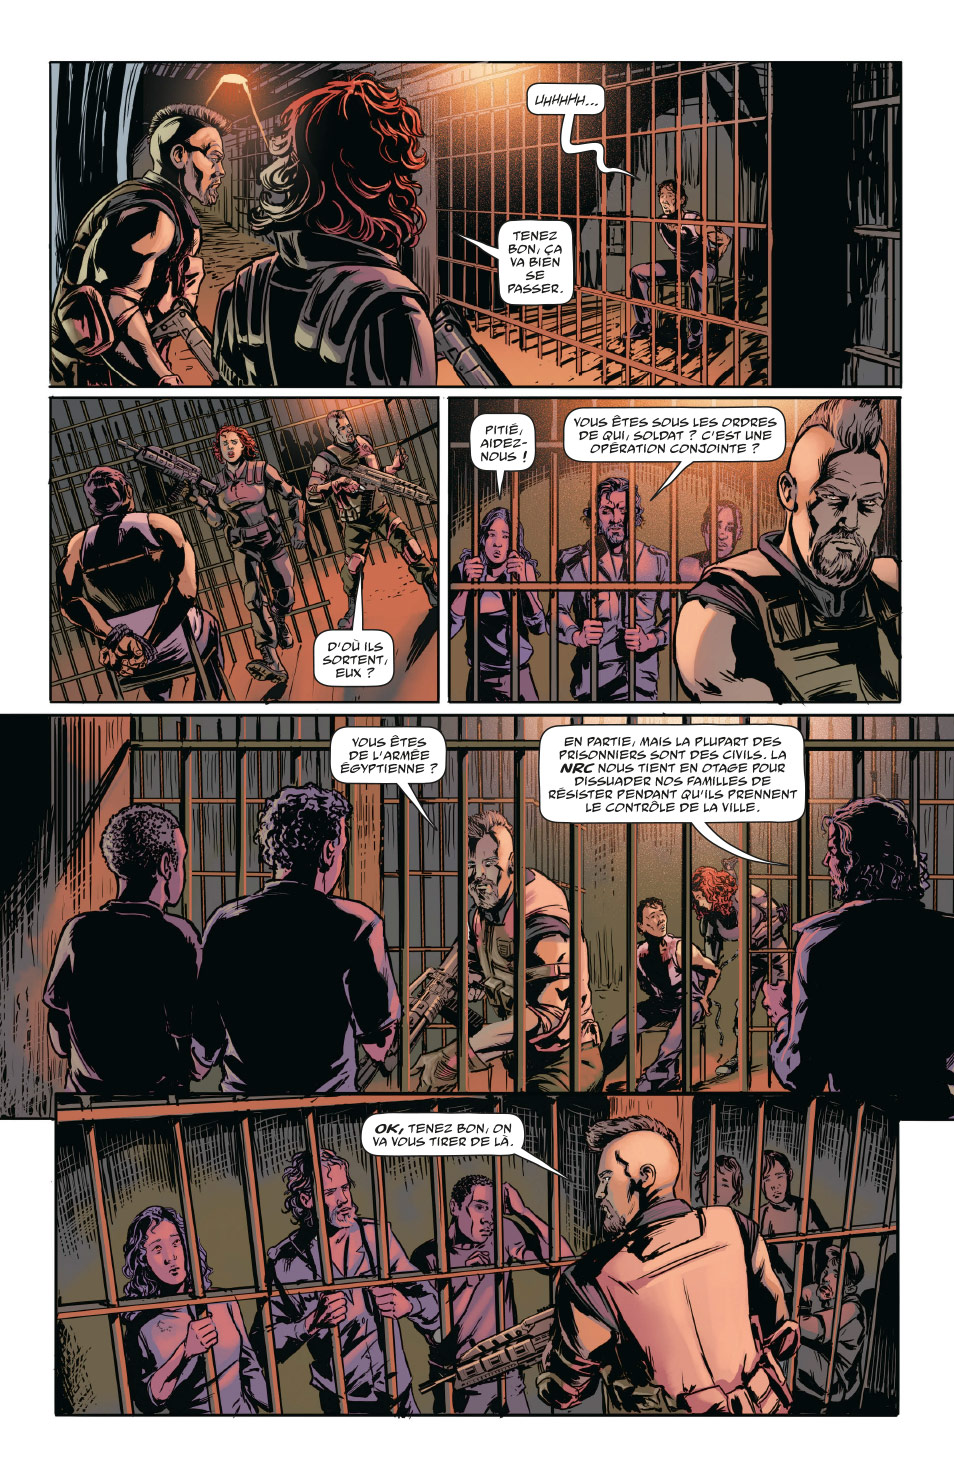 UHHHHH...
TENEZ
BON, ÇA
VA BIEN
SE
PASSER.
D'OÙ ILS
SORTENT,
EUX ?
PITIÉ,
AIDEZ-
NOUS !
VOUS ÊTES SOUS LES ORDRES
DE QUI, SOLDAT ? C'EST UNE
OPÉRATION CONJOINTE ?
VOUS ÊTES
DE L'ARMÉE
ÉGYPTIENNE ?
EN PARTIE, MAIS LA PLUPART DES
PRISONNIERS SONT DES CIVILS. LA
NRC NOUS TIENT EN OTAGE POUR
DISSUADER NOS FAMILLES DE
RÉSISTER PENDANT QU'ILS PRENNENT
LE CONTRÔLE DE LA VILLE.
OK, TENEZ BON, ON
VA VOUS TIRER DE LÀ.